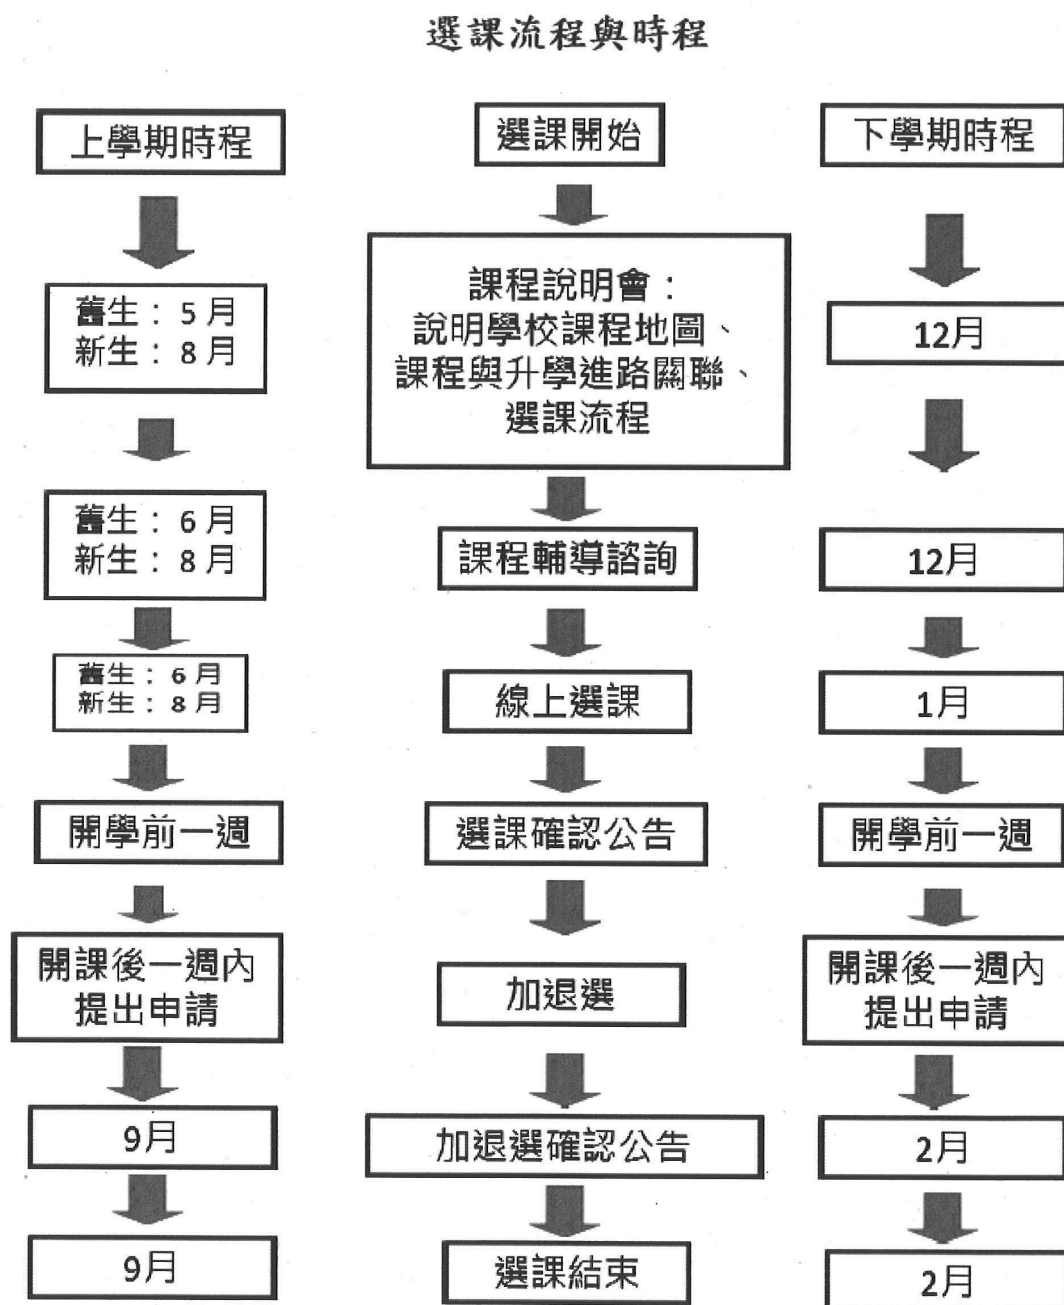 選課流程與時程
上學期時程
選課開始
下學期時程
舊生：5月
新生：8月
課程說明會：
說明學校課程地圖、
課程與升學進路關聯、
選課流程
12月
舊生：6月
新生：8月
課程輔導諮詢
12月
舊生：6月
新生：8月
線上選課
1月
開學前一週
選課確認公告
開學前一週
開課後一週內
提出申請
加退選
開課後一週內
提出申請
9月
加退選確認公告
2月
9月
選課結束
2月